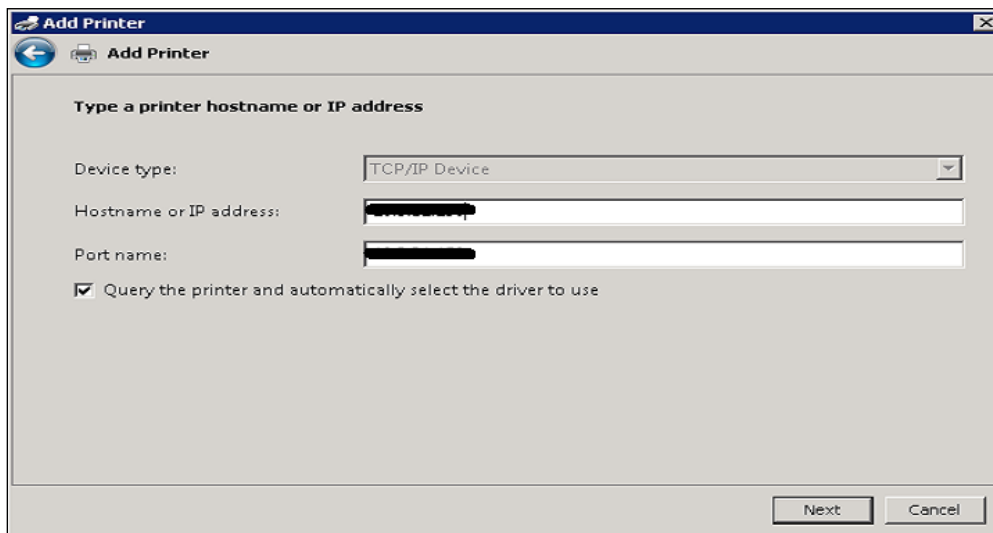 Add Printer
Add Printer
Type a printer hostname or IP address
Device type: TCP/IP Device
Hostname or IP address:
Port name:
Query the printer and automatically select the driver to use
Next Cancel